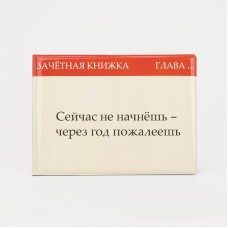 ЗАЧЁТНАЯ КНИЖКА ГЛАВА ...
Сейчас не начнёшь –
через год пожалеешь